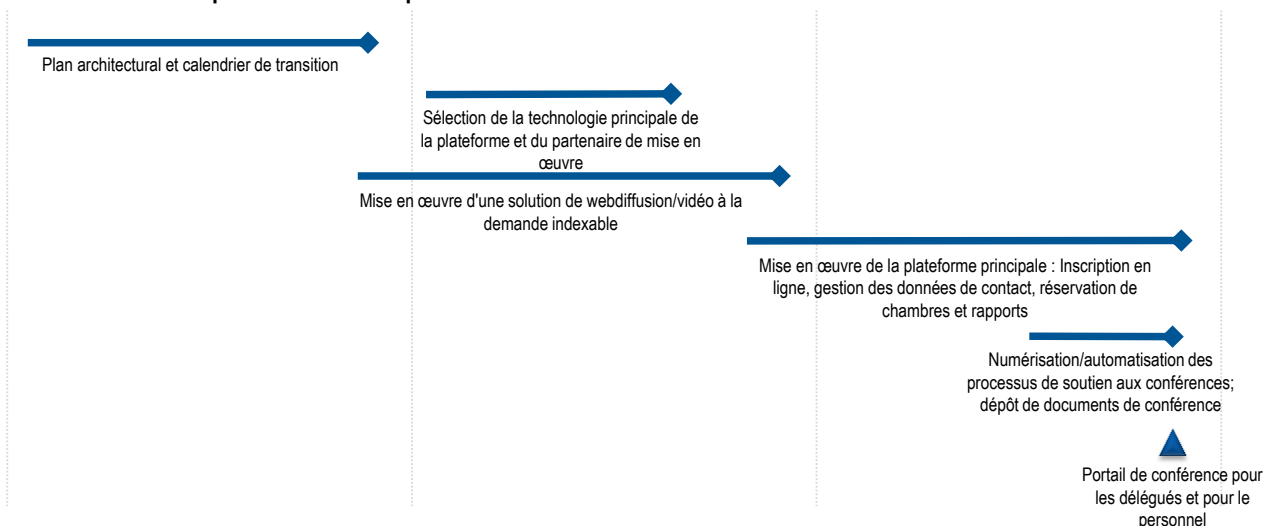 Plan architectural et calendrier de transition
Sélection de la technologie principale de
la plateforme et du partenaire de mise en
œuvre
Mise en œuvre d'une solution de webdiffusion/vidéo à la
demande indexable
Mise en œuvre de la plateforme principale : Inscription en
ligne, gestion des données de contact, réservation de
chambres et rapports
Numérisation/automatisation des
processus de soutien aux conférences;
dépôt de documents de conférence
Portail de conférence pour
les délégués et pour le
personnel